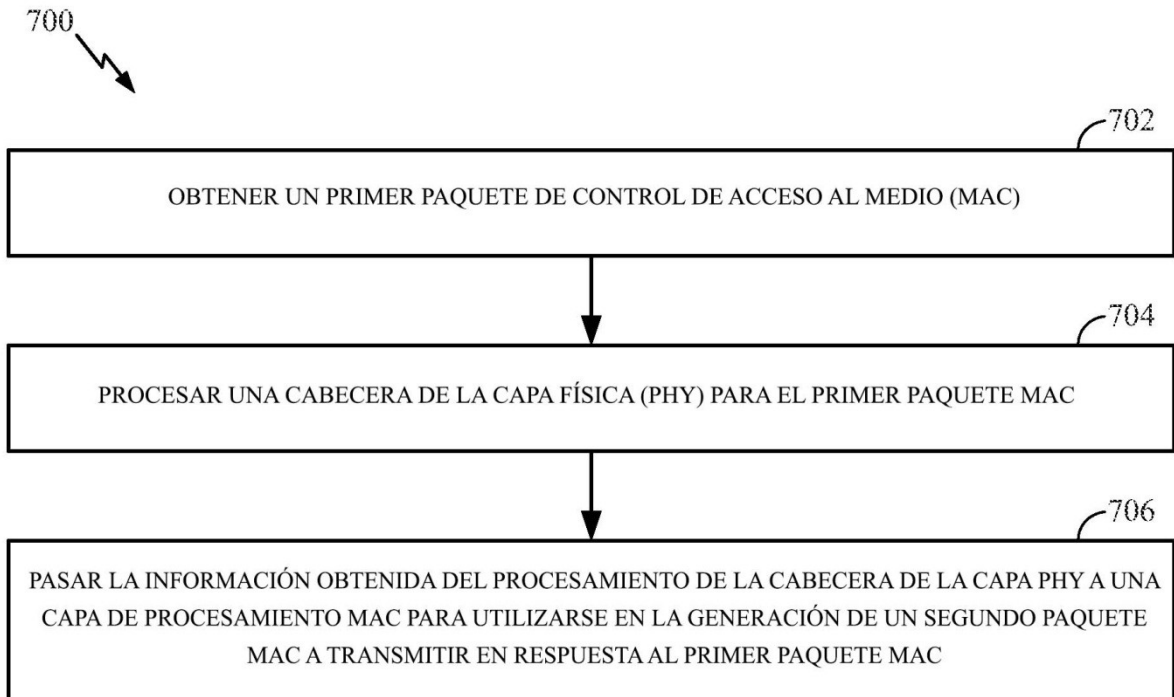 700
702
OBTENER UN PRIMER PAQUETE DE CONTROL DE ACCESO AL MEDIO (MAC)
704
PROCESAR UNA CABECERA DE LA CAPA FÍSICA (PHY) PARA EL PRIMER PAQUETE MAC
706
PASAR LA INFORMACIÓN OBTENIDA DEL PROCESAMIENTO DE LA CABECERA DE LA CAPA PHY A UNA
CAPA DE PROCESAMIENTO MAC PARA UTILIZARSE EN LA GENERACIÓN DE UN SEGUNDO PAQUETE
MAC A TRANSMITIR EN RESPUESTA AL PRIMER PAQUETE MAC